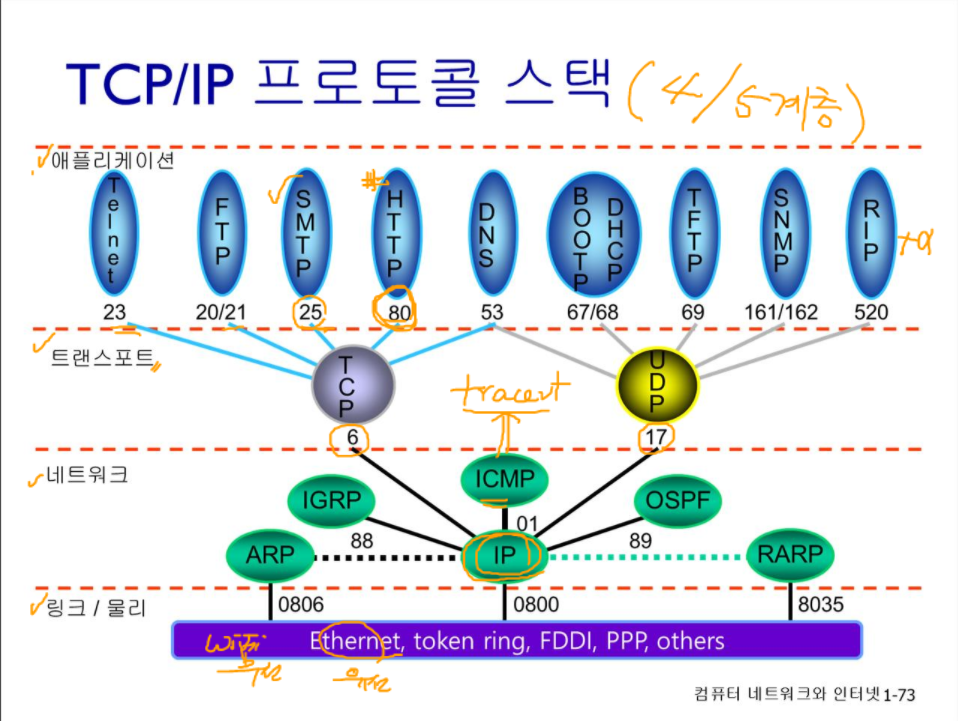 TCP/IP 프로토콜 스택 (4/5계층)
애플리케이션
Telnet FTP SMTP HTTP DNS BOOTP DHCP TFTP SNMP RIP +α
23 20/21 25 80 53 67/68 69 161/162 520
트랜스포트
TCP UDP
tracert
6 17
네트워크
ICMP
IGRP OSPF
01
88 89
ARP IP RARP
링크 / 물리
0806 0800 8035
Ethernet, token ring, FDDI, PPP, others
wifi
무선 유선
컴퓨터 네트워크와 인터넷 1-73